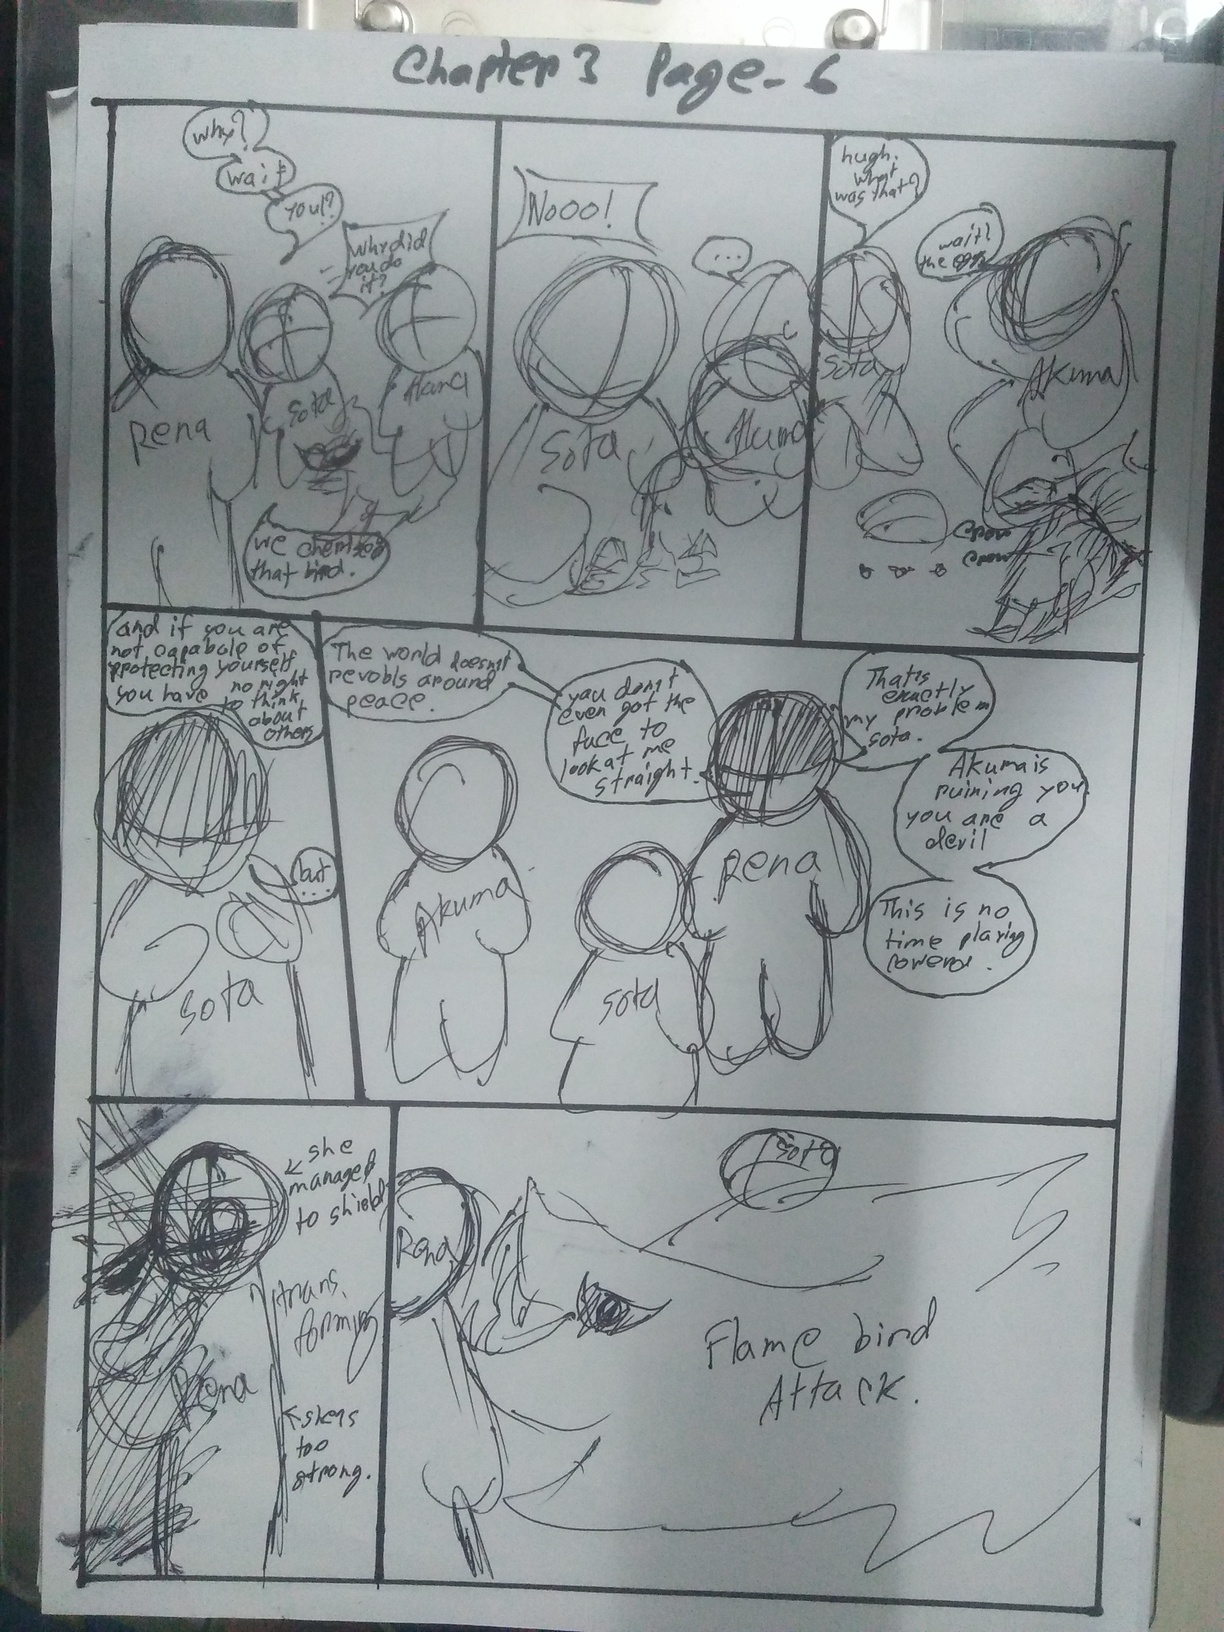 Chapter 3 Page-6
why?
wait
you!?
why did
you do
it?
Rena
Sota
Akuma
we
that bird.
Nooo!
...
Sota
Akuma
hugh.
what
was that?
wait!
the eggs
Sota
Akuma
Crow
Crow
and if you are
not capabale of
protecting yourself
you have no right
to think
about
others
but
...
Sota
The world doesn't
revobls around
peace.
you don't
even got the
face to
look at me
straight.
Akuma
Sota
Rena
Thats
exactly
my problem
sota.
Akuma is
ruining you
you are a
devil
This is no
time playing
she
managed
to shield
trans
forming
Rena
too
strong.
Rena
Sota
Flame bird
Attack.